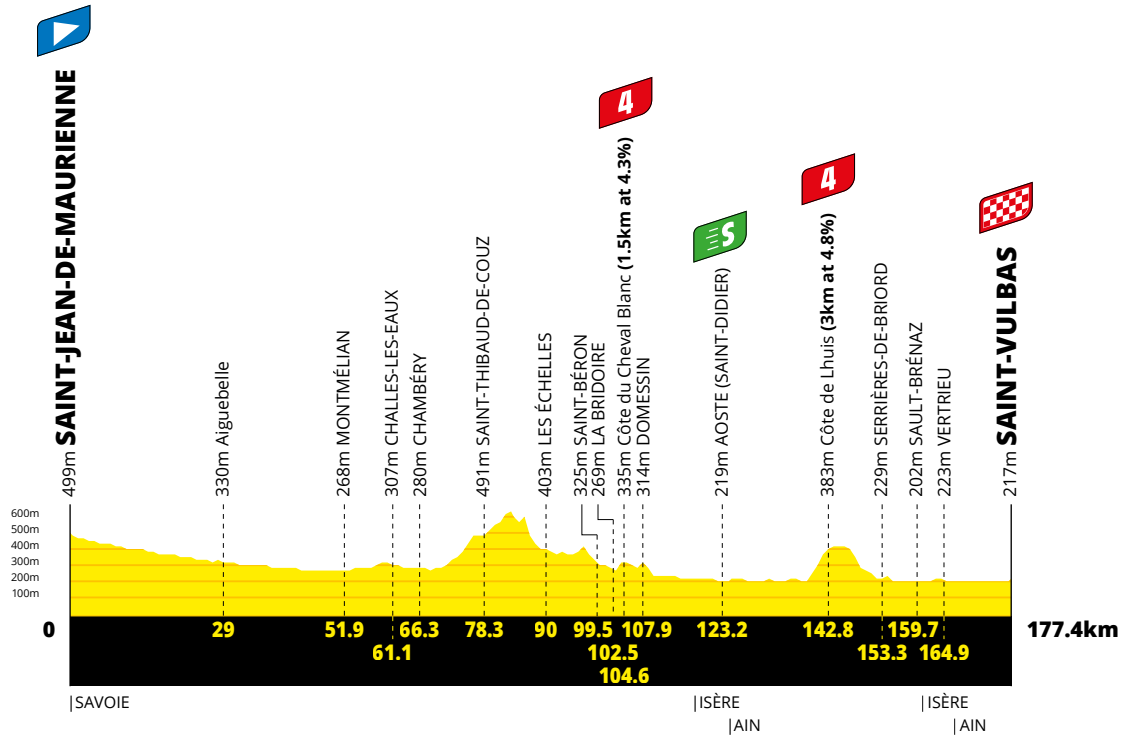 499m SAINT-JEAN-DE-MAURIENNE
330m Aiguebelle
268m MONTMÉLIAN
307m CHALLES-LES-EAUX
280m CHAMBÉRY
491m SAINT-THIBAUD-DE-COUZ
403m LES ÉCHELLES
325m SAINT-BÉRON
269m LA BRIDOIRE
4
335m Côte du Cheval Blanc (1.5km at 4.3%)
314m DOMESSIN
S
219m AOSTE (SAINT-DIDIER)
4
383m Côte de Lhuis (3km at 4.8%)
229m SERRIÈRES-DE-BRIORD
202m SAULT-BRÉNAZ
223m VERTRIEU
217m SAINT-VULBAS
600m
500m
400m
300m
200m
100m
0 29 51.9 66.3 78.3 90 99.5 107.9 123.2 142.8 159.7 177.4km
61.1 102.5 153.3 164.9
104.6
|SAVOIE |ISÈRE |ISÈRE
|AIN |AIN